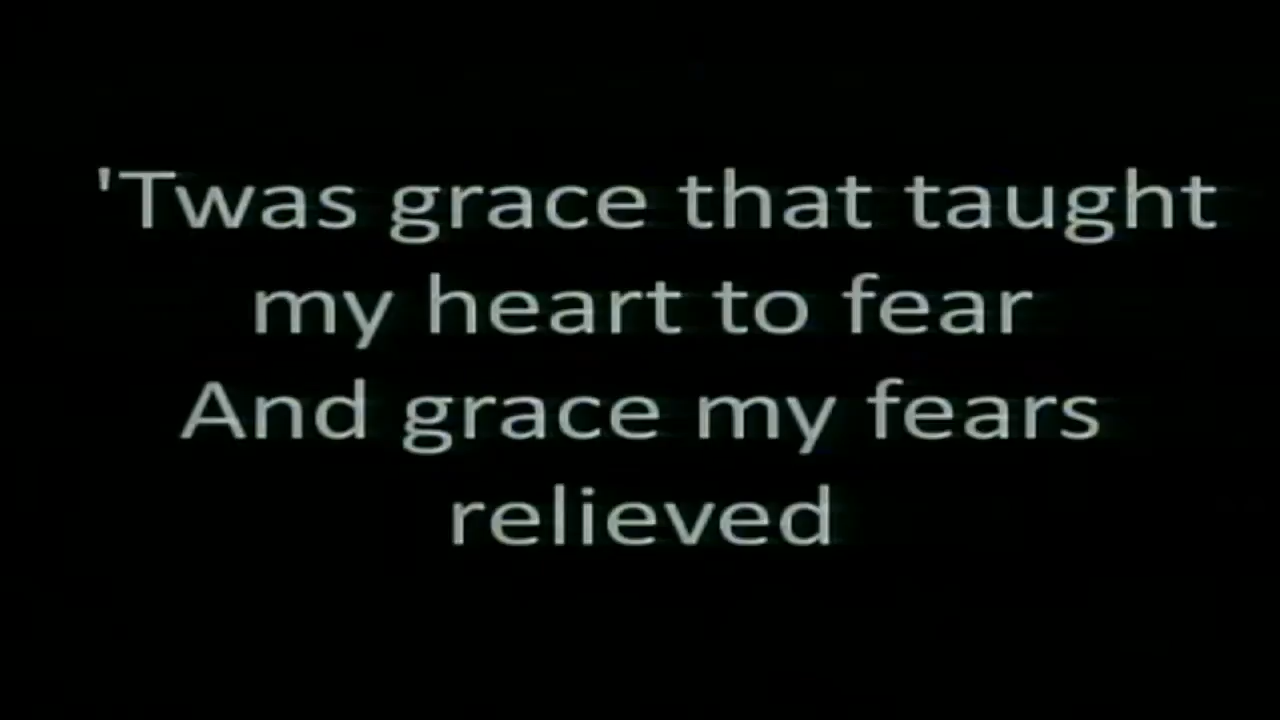 'Twas grace that taught
my heart to fear
And grace my fears
relieved